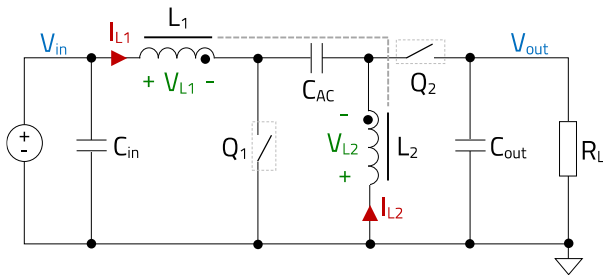 L1
IL1
Vin
Vout
+ VL1 -
CAC
Q2
+
-
Cin
Q1
-
VL2
+
L2
Cout
RL
IL2